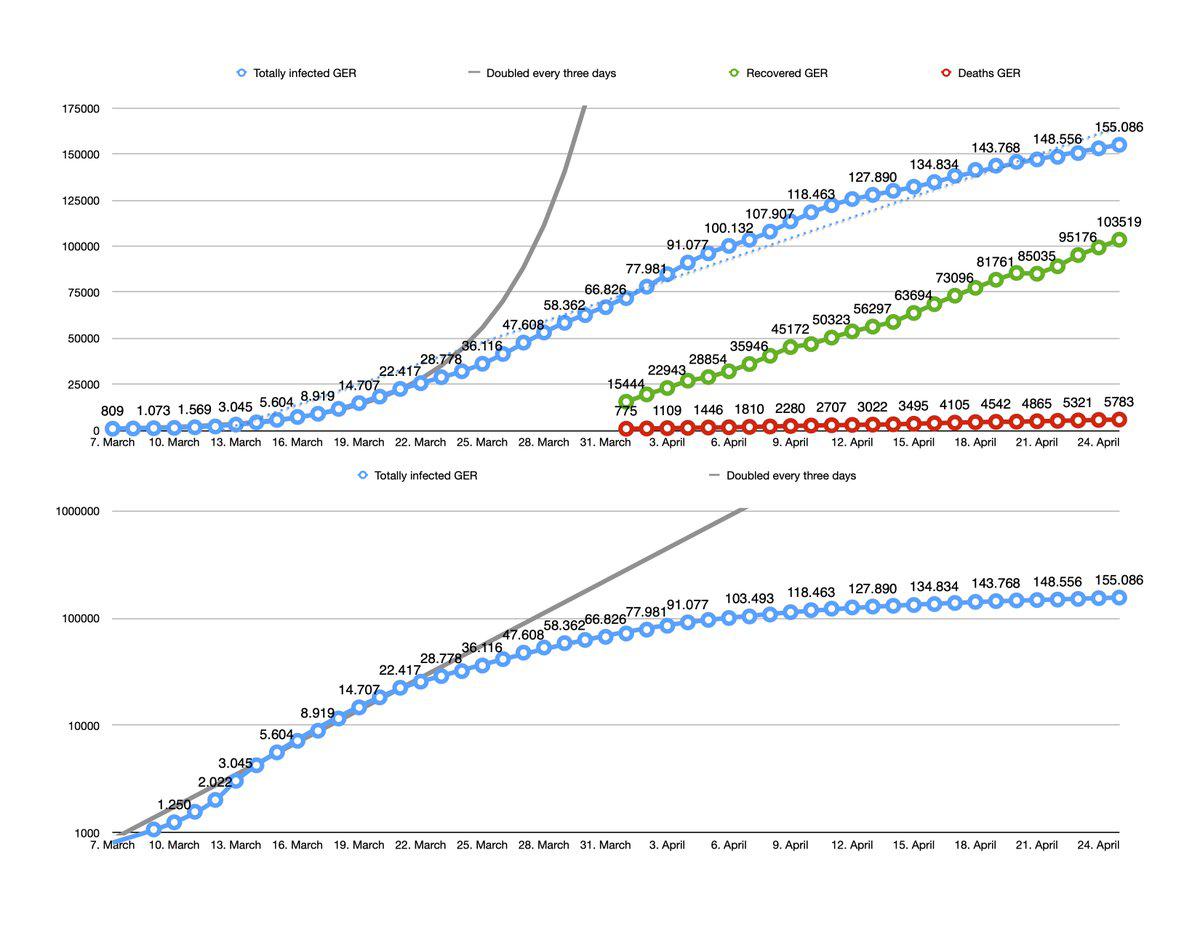 Totally infected GER Doubled every three days Recovered GER Deaths GER
175000
150000
125000
100000
75000
50000
25000
0
809 1.073 1.569 3.045 5.604 8.919 14.707 22.417 28.778 36.116 47.608 58.362 66.826 77.981 91.077 100.132 107.907 118.463 127.890 134.834 143.768 148.556 155.086
15444 22943 28854 35946 45172 50323 56297 63694 73096 81761 85035 95176 103519
775 1109 1446 1810 2280 2707 3022 3495 4105 4542 4865 5321 5783
7. March 10. March 13. March 16. March 19. March 22. March 25. March 28. March 31. March 3. April 6. April 9. April 12. April 15. April 18. April 21. April 24. April
Totally infected GER Doubled every three days
1000000
100000
10000
1000
1.250 2.022 3.045 5.604 8.919 14.707 22.417 28.778 36.116 47.608 58.362 66.826 77.981 91.077 103.493 118.463 127.890 134.834 143.768 148.556 155.086
7. March 10. March 13. March 16. March 19. March 22. March 25. March 28. March 31. March 3. April 6. April 9. April 12. April 15. April 18. April 21. April 24. April